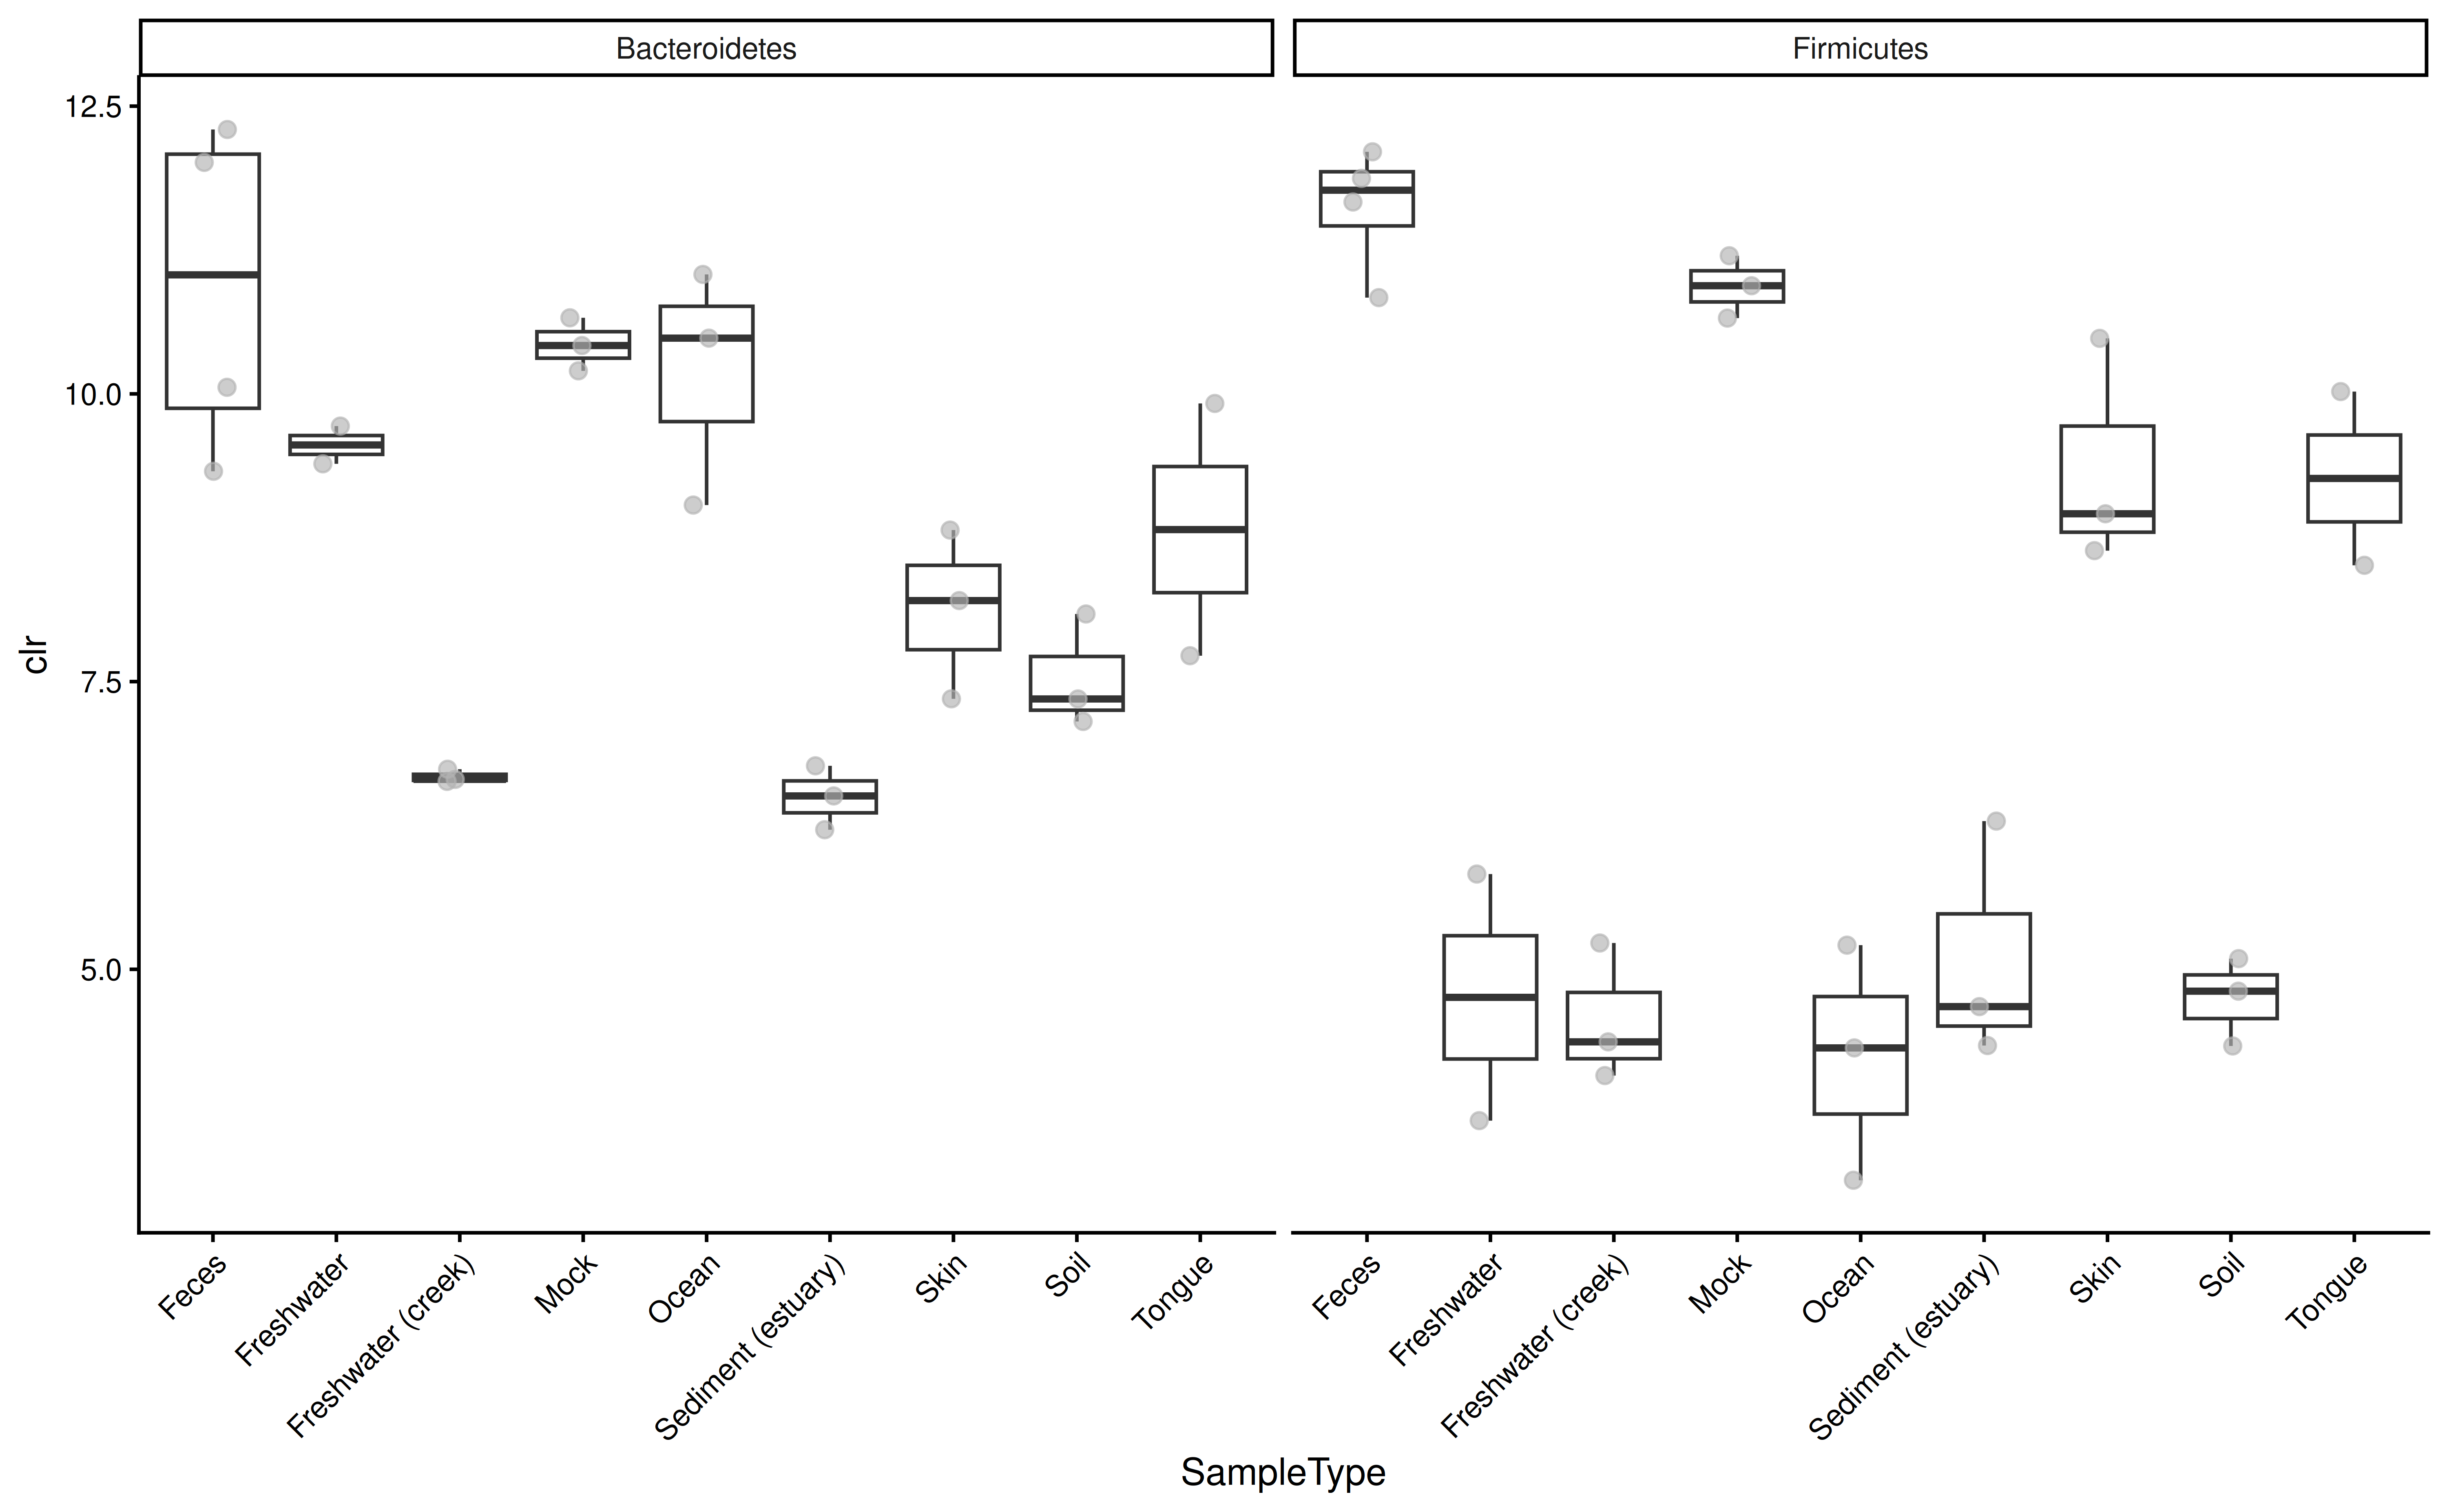 Bacteroidetes
Firmicutes
12.5
10.0
7.5
5.0
clr
Feces
Freshwater
Freshwater (creek)
Mock
Ocean
Sediment (estuary)
Skin
Soil
Tongue
Feces
Freshwater
Freshwater (creek)
Mock
Ocean
Sediment (estuary)
Skin
Soil
Tongue
SampleType